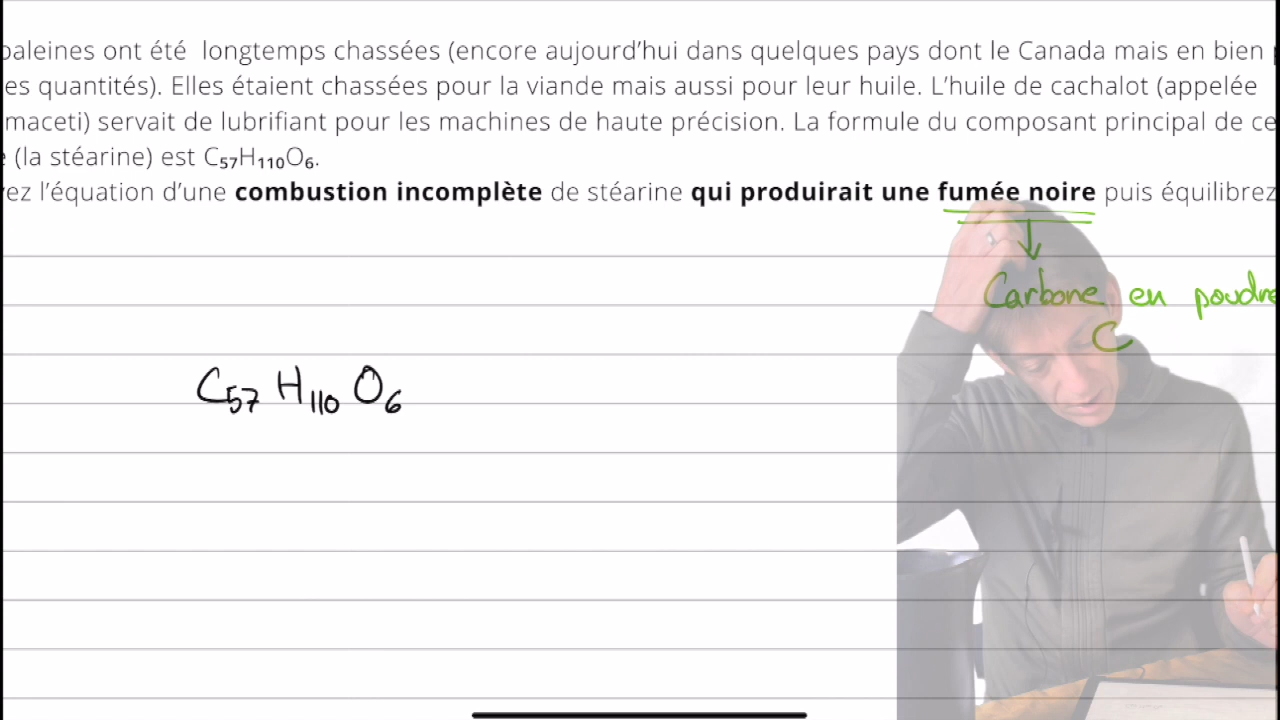 baleines ont été longtemps chassées (encore aujourd'hui dans quelques pays dont le Canada mais en bien
es quantités). Elles étaient chassées pour la viande mais aussi pour leur huile. L'huile de cachalot (appelée
maceti) servait de lubrifiant pour les machines de haute précision. La formule du composant principal de ce
(la stéarine) est C₅₇H₁₁₀O₆.
ez l'équation d'une combustion incomplète de stéarine qui produirait une fumée noire puis équilibrez
Carbone en poudre
C
C₅₇ H₁₁₀ O₆